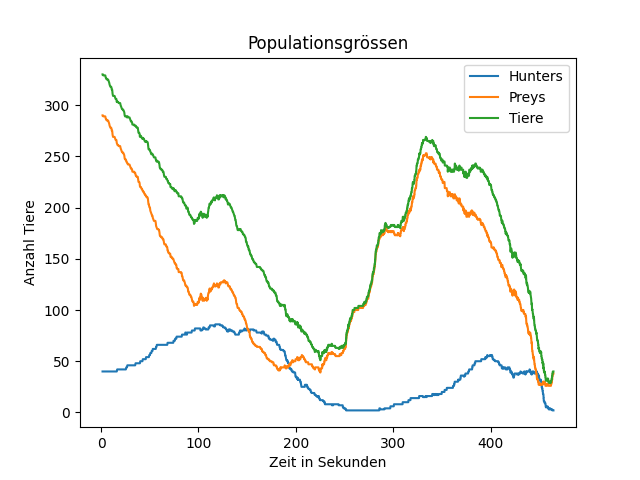 Populationsgrössen
Hunters
Preys
Tiere
Anzahl Tiere
300
250
200
150
100
50
0
0 100 200 300 400
Zeit in Sekunden